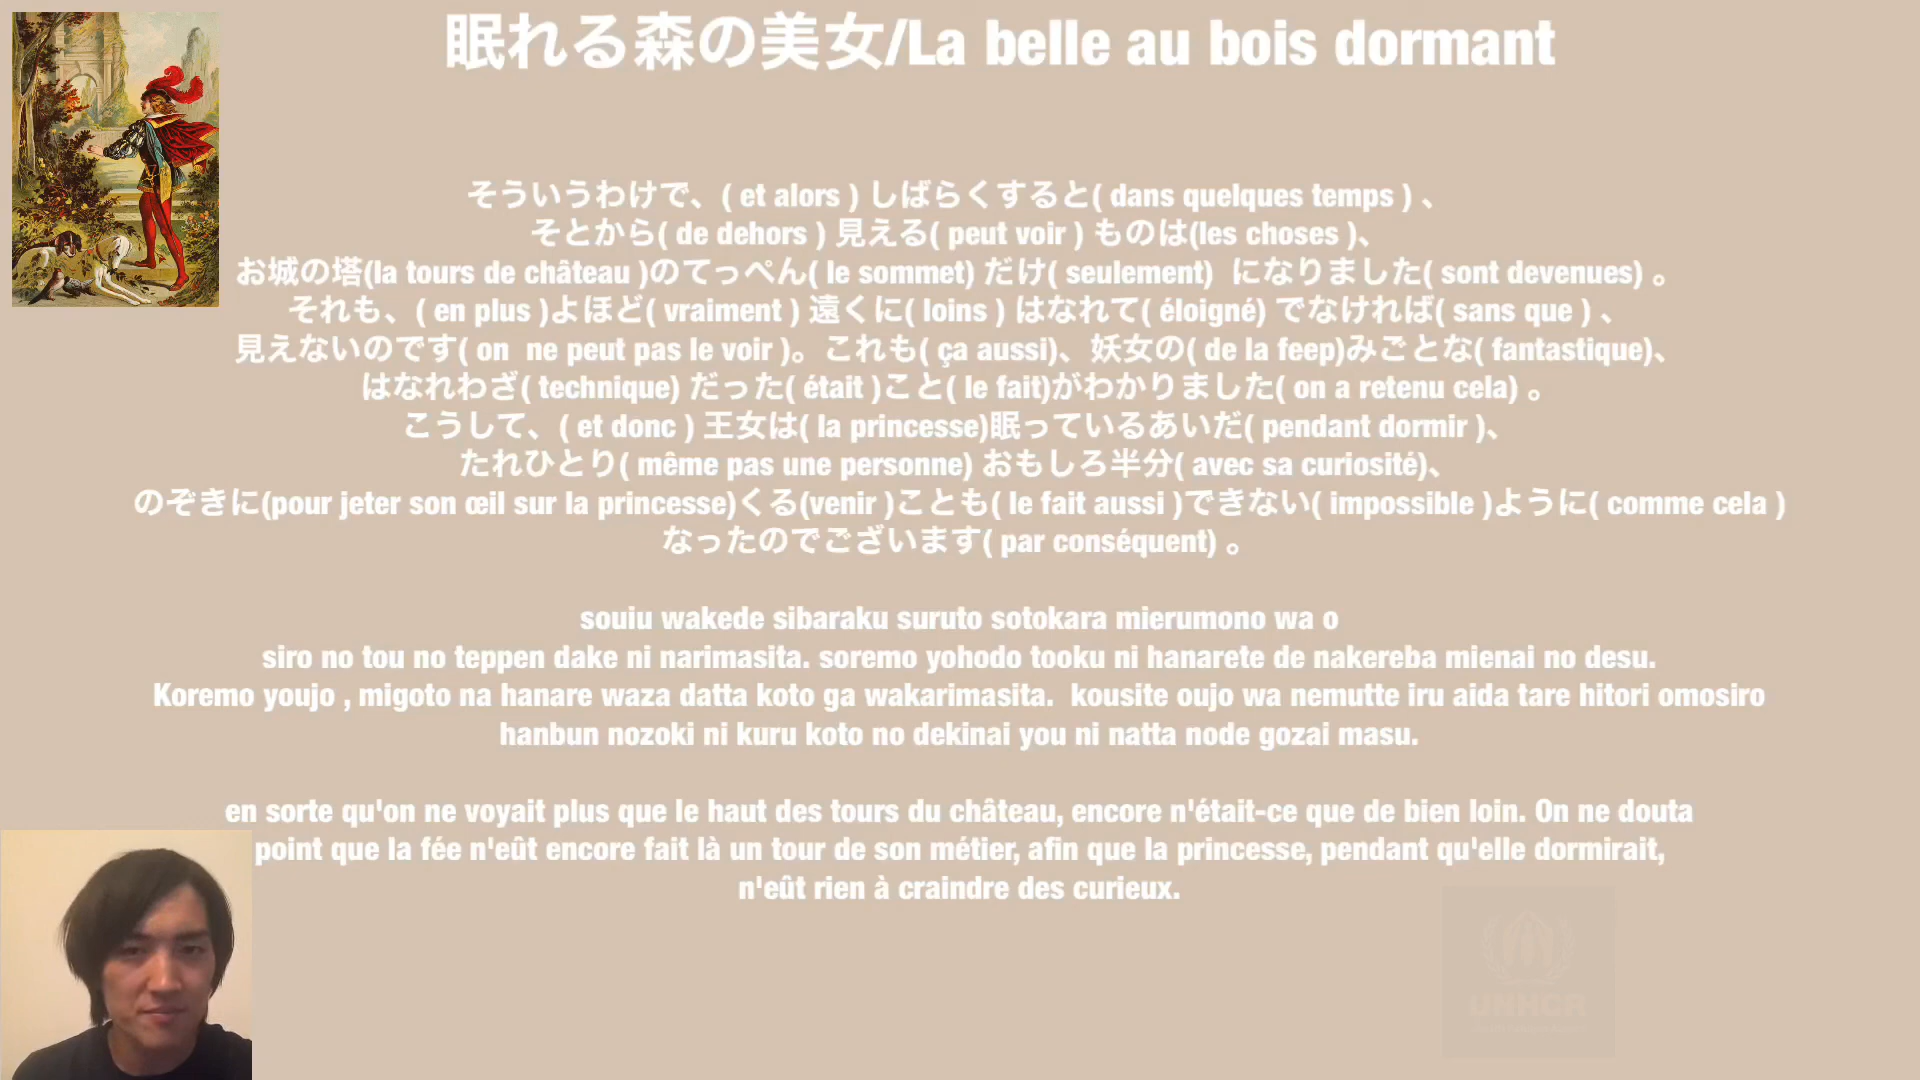 眠れる森の美女/La belle au bois dormant
そういうわけで、( et alors ) しばらくすると( dans quelques temps ) 、
そとから( de dehors ) 見える( peut voir ) ものは(les choses )、
お城の塔(la tours de château )のてっぺん( le sommet) だけ( seulement)  になりました( sont devenues) 。
それも、( en plus )よほど( vraiment ) 遠くに( loins ) はなれて( éloigné) でなければ( sans que ) 、
見えないのです( on  ne peut pas le voir )。これも( ça aussi)、妖女の( de la feep)みごとな( fantastique)、
はなれわざ( technique) だった( était )こと( le fait)がわかりました( on a retenu cela) 。
こうして、( et donc ) 王女は( la princesse)眠っているあいだ( pendant dormir )、
たれひとり( même pas une personne) おもしろ半分( avec sa curiosité)、
のぞきに(pour jeter son œil sur la princesse)くる(venir )ことも( le fait aussi )できない( impossible )ように( comme cela )
なったのでございます( par conséquent) 。
souiu wakede sibaraku suruto sotokara mierumono wa o
siro no tou no teppen dake ni narimasita. soremo yohodo tooku ni hanarete de nakereba mienai no desu.
Koremo youjo , migoto na hanare waza datta koto ga wakarimasita.  kousite oujo wa nemutte iru aida tare hitori omosiro
hanbun nozoki ni kuru koto no dekinai you ni natta node gozai masu.
en sorte qu'on ne voyait plus que le haut des tours du château, encore n'était-ce que de bien loin. On ne douta
point que la fée n'eût encore fait là un tour de son métier, afin que la princesse, pendant qu'elle dormirait,
n'eût rien à craindre des curieux.
UNHCR